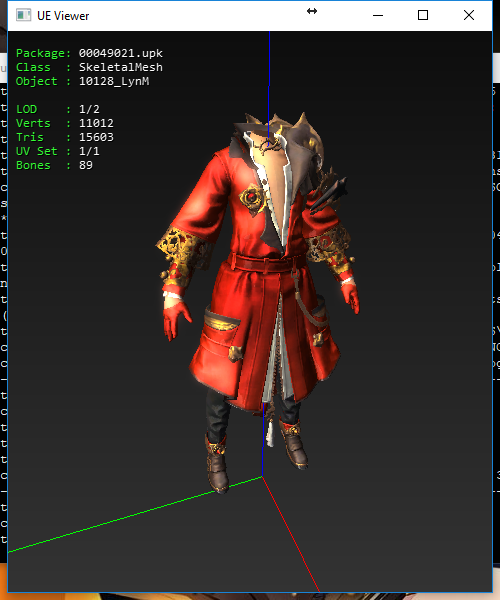 UE Viewer
Package: 00049021.upk
Class  : SkeletalMesh
Object : 10128_LynM
LOD    : 1/2
Verts  : 11012
Tris   : 15603
UV Set : 1/1
Bones  : 89